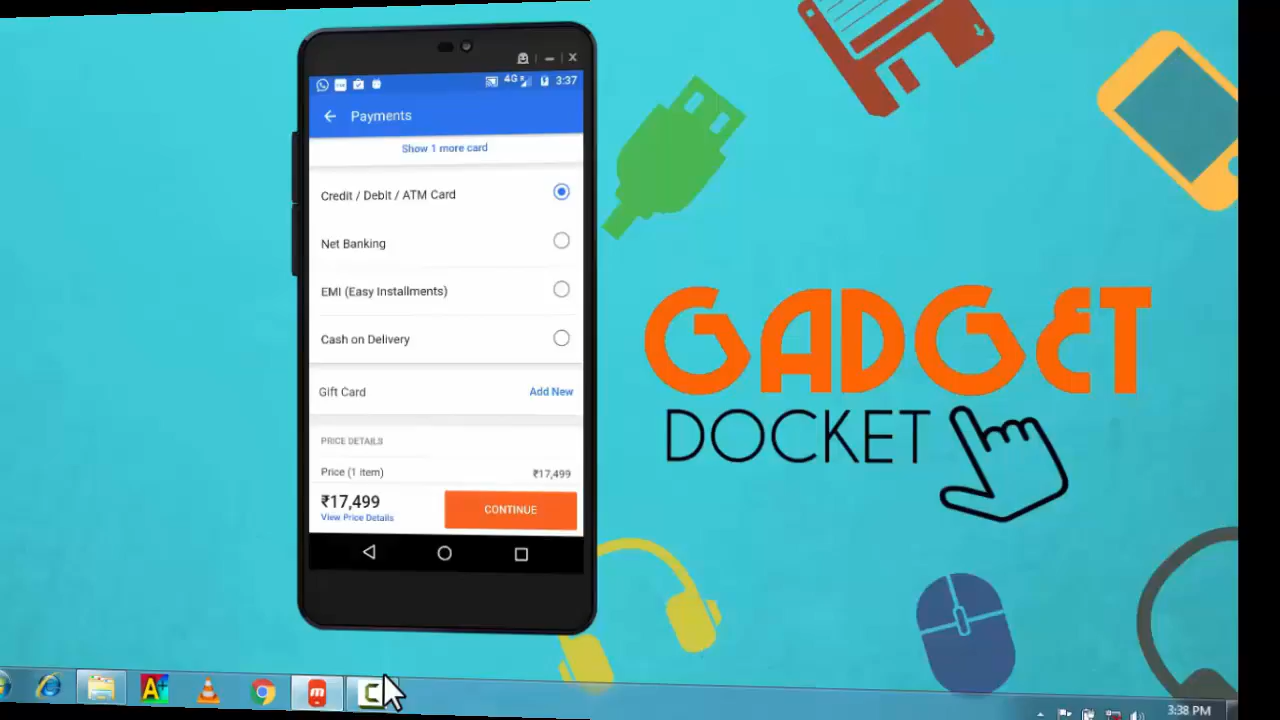 4G 3:37
Payments
Show 1 more card
Credit / Debit / ATM Card
Net Banking
EMI (Easy Installments)
Cash on Delivery
Gift Card Add New
PRICE DETAILS
Price (1 item) ₹17,499
₹17,499
View Price Details
CONTINUE
GADGET
DOCKET
3:38 PM